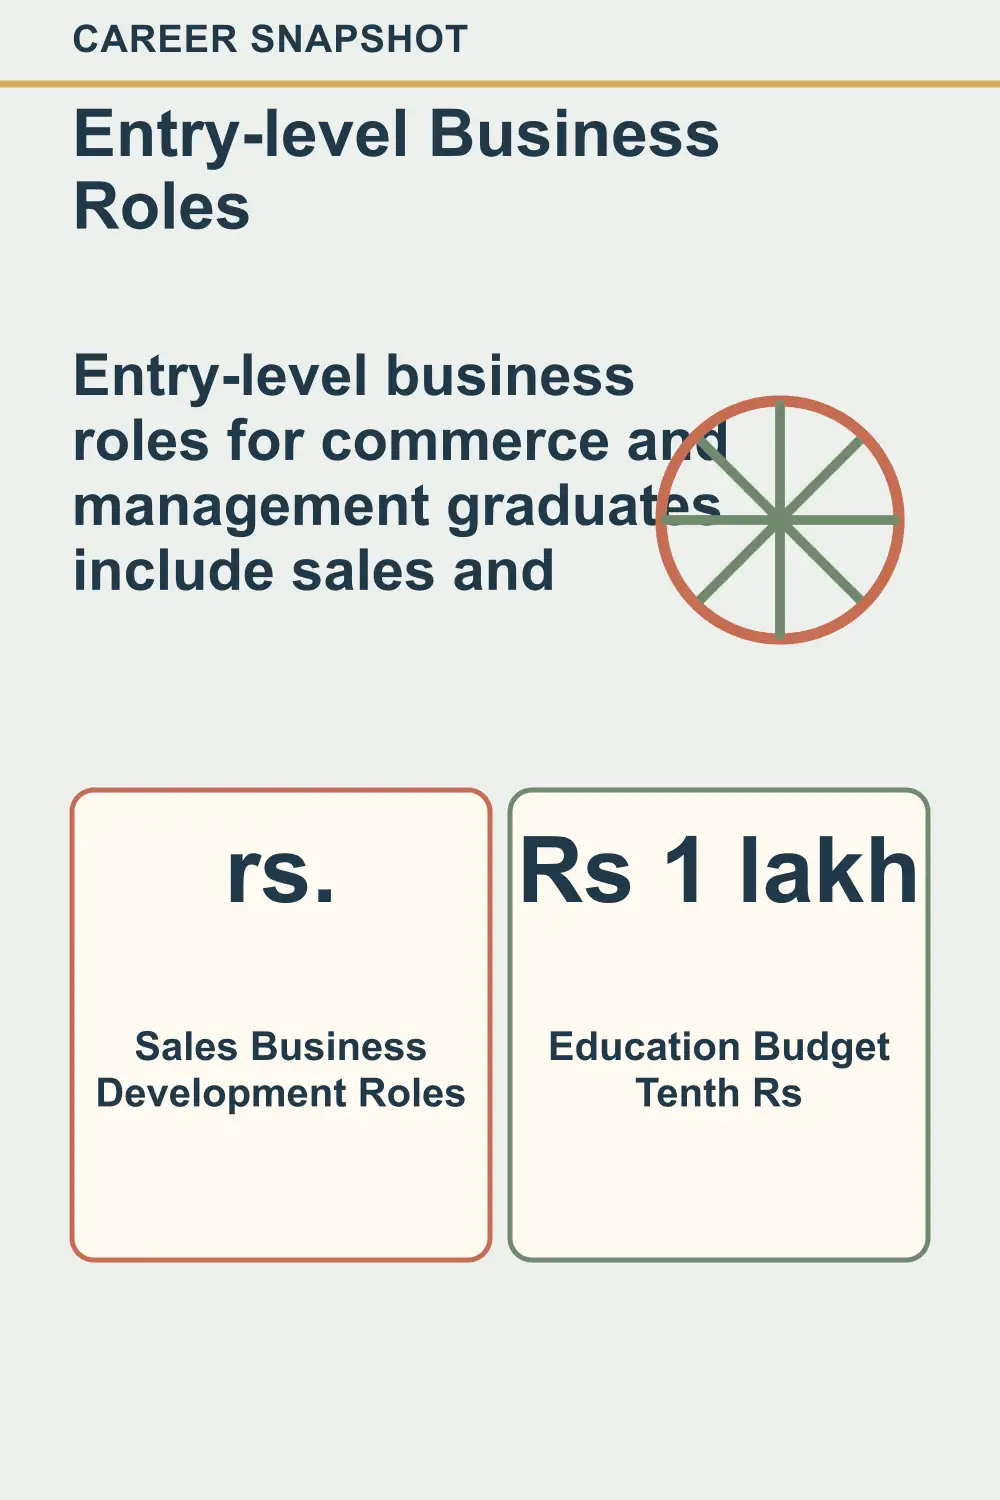 CAREER SNAPSHOT
Entry-level Business
Roles
Entry-level business
roles for commerce and
management graduates
include sales and
rs.
Sales Business
Development Roles
Rs 1 lakh
Education Budget
Tenth Rs